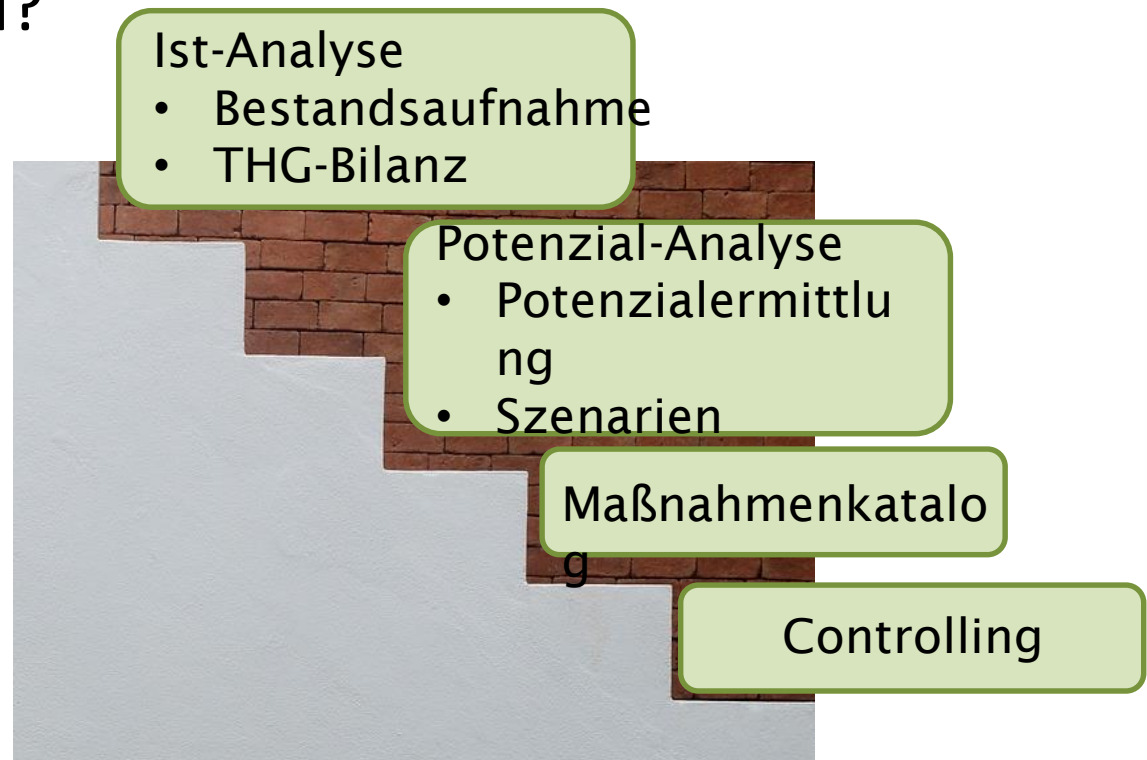 ?
Ist-Analyse
• Bestandsaufnahme
• THG-Bilanz
Potenzial-Analyse
• Potenzialermittlu
ng
• Szenarien
Maßnahmenkatalo
g
Controlling